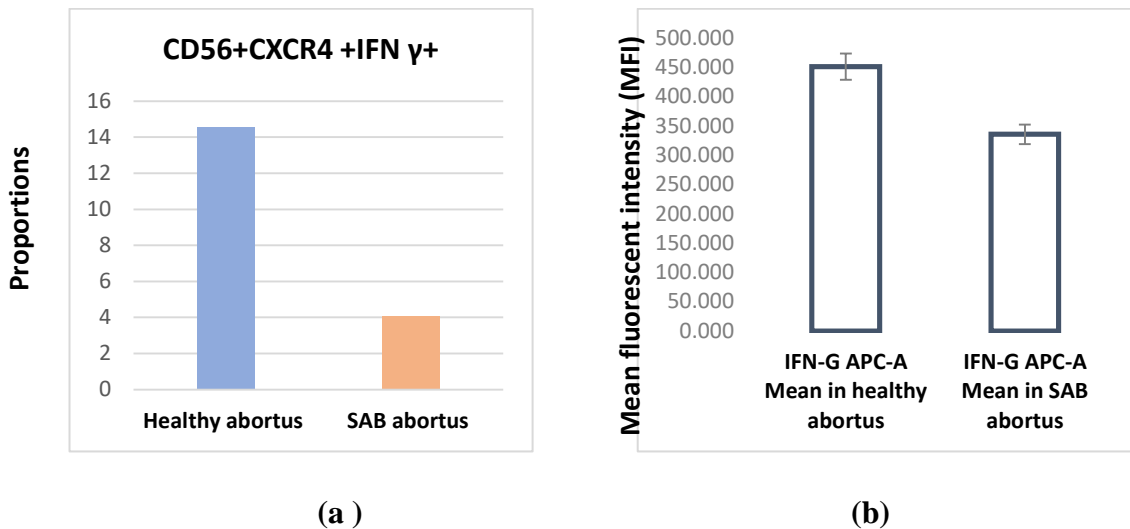 CD56+CXCR4 +IFN γ+
Proportions
16
14
12
10
8
6
4
2
0
Healthy abortus
SAB abortus
(a )
Mean fluorescent intensity (MFI)
500.000
450.000
400.000
350.000
300.000
250.000
200.000
150.000
100.000
50.000
0.000
IFN-G APC-A
Mean in healthy
abortus
IFN-G APC-A
Mean in SAB
abortus
(b)